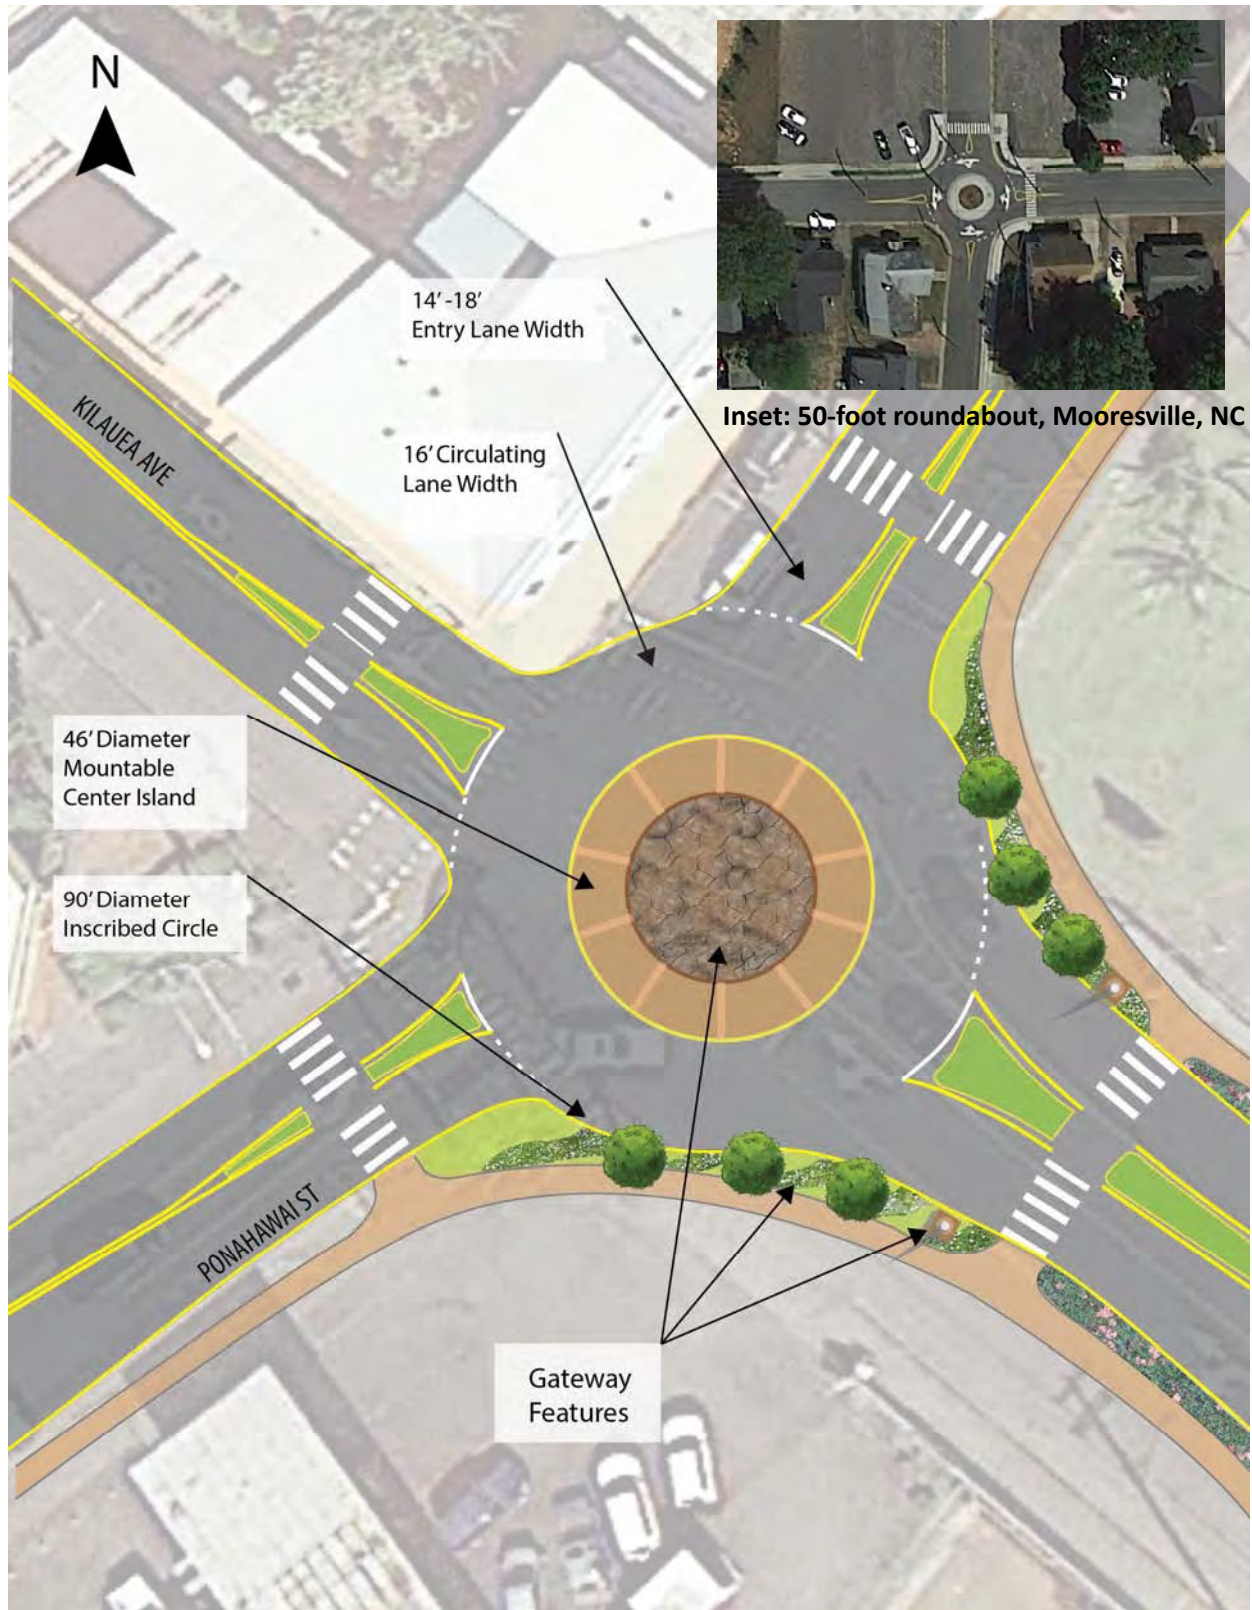 N
Inset: 50-foot roundabout, Mooresville, NC
14'-18'
Entry Lane Width
KILAUEA AVE
16' Circulating
Lane Width
46' Diameter
Mountable
Center Island
90' Diameter
Inscribed Circle
PONAHAWAI ST
Gateway
Features